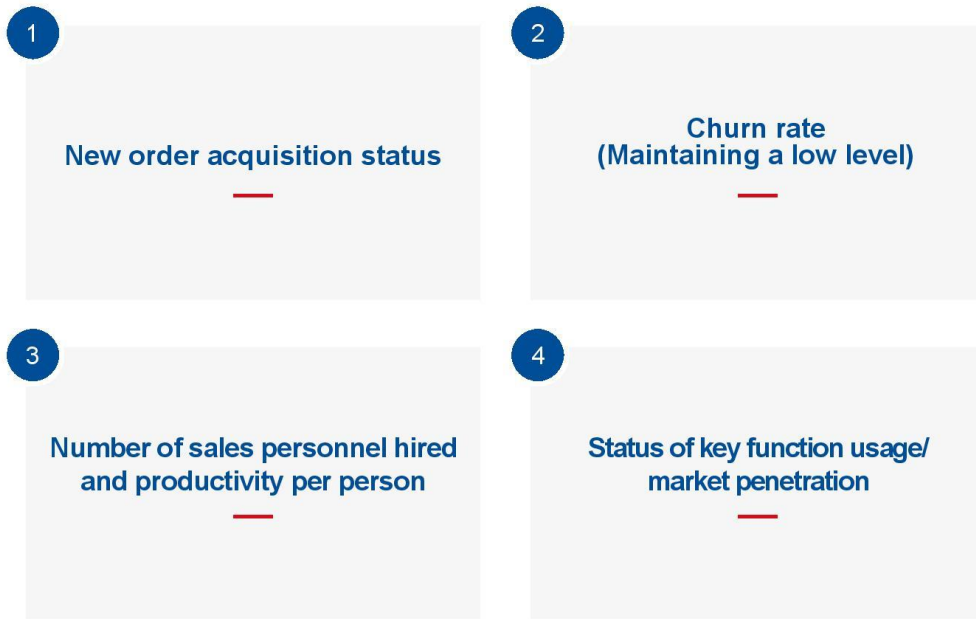 1
New order acquisition status
2
Churn rate
(Maintaining a low level)
3
Number of sales personnel hired
and productivity per person
4
Status of key function usage/
market penetration